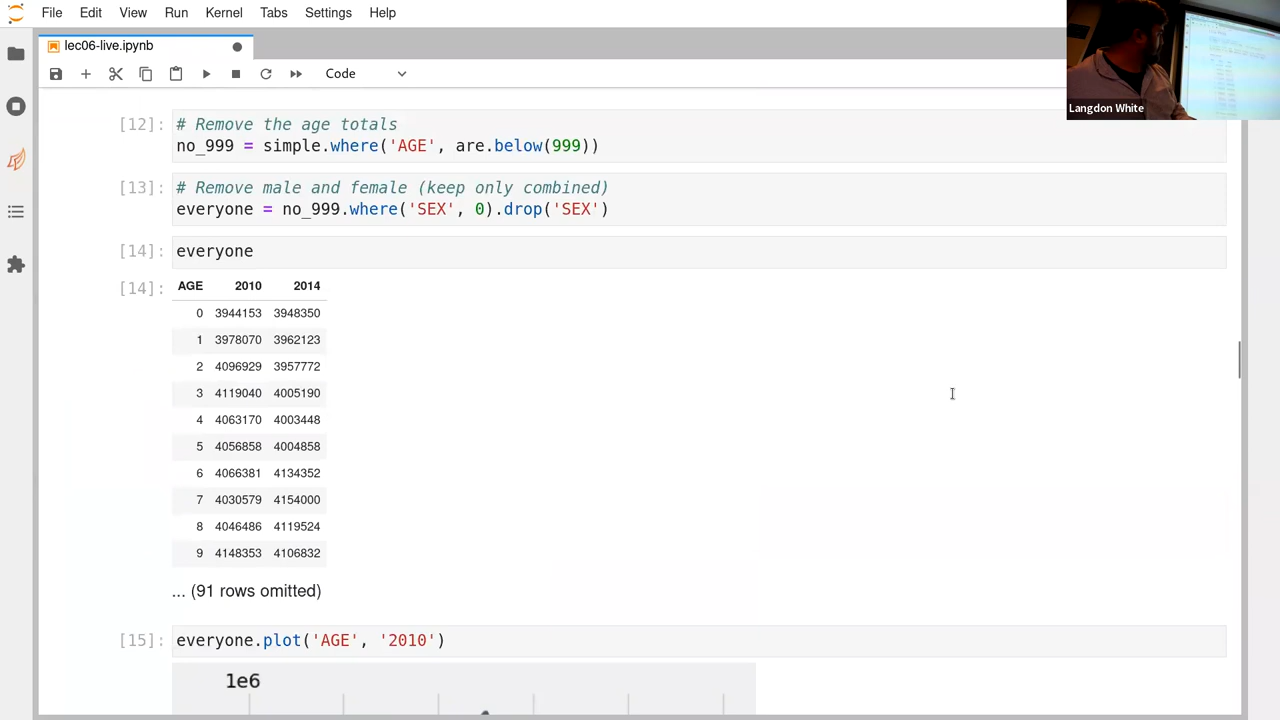 File Edit View Run Kernel Tabs Settings Help
lec06-live.ipynb
Code
Langdon White
[12]: # Remove the age totals
no_999 = simple.where('AGE', are.below(999))
[13]: # Remove male and female (keep only combined)
everyone = no_999.where('SEX', 0).drop('SEX')
[14]: everyone
[14]: AGE 2010 2014
0 3944153 3948350
1 3978070 3962123
2 4096929 3957772
3 4119040 4005190
4 4063170 4003448
5 4056858 4004858
6 4066381 4134352
7 4030579 4154000
8 4046486 4119524
9 4148353 4106832
... (91 rows omitted)
[15]: everyone.plot('AGE', '2010')
1e6